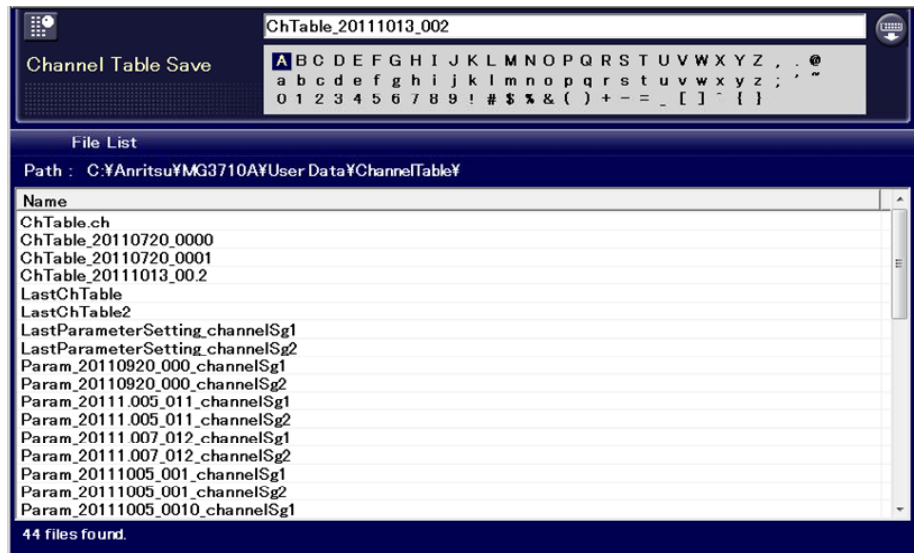 ChTable_20111013_002
Channel Table Save
A B C D E F G H I J K L M N O P Q R S T U V W X Y Z , . @
a b c d e f g h i j k l m n o p q r s t u v w x y z ; ' ~
0 1 2 3 4 5 6 7 8 9 ! # $ % & ( ) + - = _ [ ] ^ { }
File List
Path : C:¥Anritsu¥MG3710A¥User Data¥ChannelTable¥
Name
ChTable.ch
ChTable_20110720_0000
ChTable_20110720_0001
ChTable_20111013_00.2
LastChTable
LastChTable2
LastParameterSetting_channelSg1
LastParameterSetting_channelSg2
Param_20110920_000_channelSg1
Param_20110920_000_channelSg2
Param_20111.005_011_channelSg1
Param_20111.005_011_channelSg2
Param_20111.007_012_channelSg1
Param_20111.007_012_channelSg2
Param_20111005_001_channelSg1
Param_20111005_001_channelSg2
Param_20111005_0010_channelSg1
44 files found.